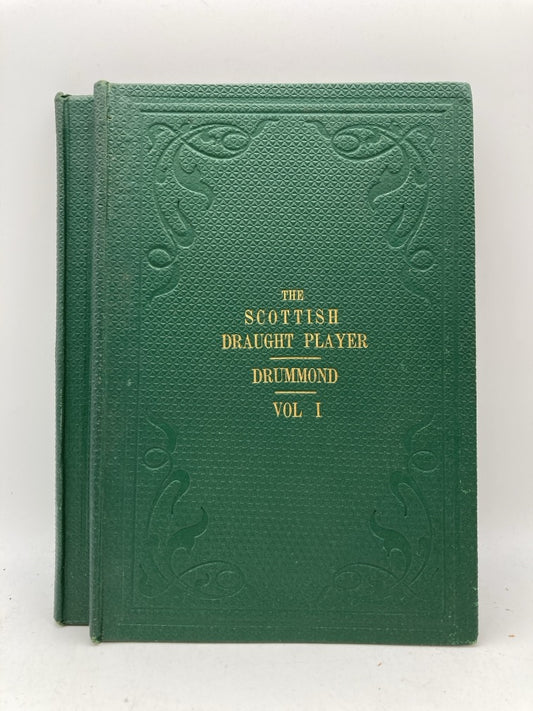 THE
SCOTTISH
DRAUGHT PLAYER
DRUMMOND
VOL I